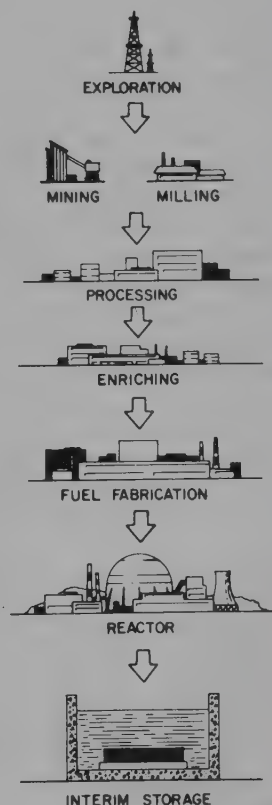 EXPLORATION
MINING MILLING
PROCESSING
ENRICHING
FUEL FABRICATION
REACTOR
INTERIM STORAGE